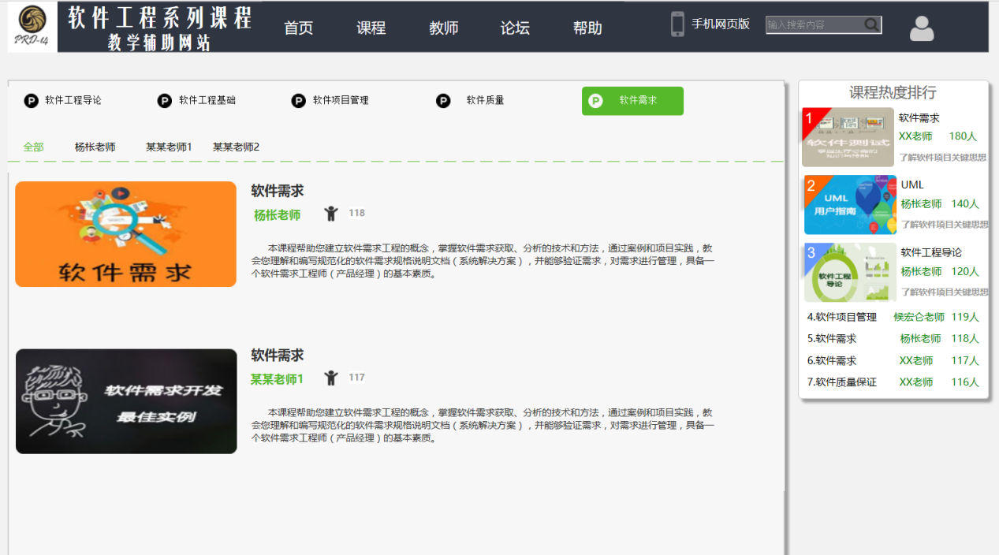 PRD-14
软件工程系列课程
教学辅助网站
首页 课程 教师 论坛 帮助
手机网页版
输入搜索内容
P 软件工程导论 P 软件工程基础 P 软件项目管理 P 软件质量 P 软件需求
全部 杨枨老师 某某老师1 某某老师2
软件需求
软件需求
杨枨老师 118
本课程帮助您建立软件需求工程的概念，掌握软件需求获取、分析的技术和方法，通过案例和项目实践，教
会您理解和编写规范化的软件需求规格说明文档（系统解决方案），并能够验证需求，对需求进行管理，具备一
个软件需求工程师（产品经理）的基本素质。
软件需求开发
最佳实例
软件需求
某某老师1 117
本课程帮助您建立软件需求工程的概念，掌握软件需求获取、分析的技术和方法，通过案例和项目实践，教
会您理解和编写规范化的软件需求规格说明文档（系统解决方案），并能够验证需求，对需求进行管理，具备一
个软件需求工程师（产品经理）的基本素质。
课程热度排行
1
软件测试
软件需求
XX老师 180人
了解软件项目关键思想
2
UML
用户指南
UML
杨枨老师 140人
了解软件项目关键思想
3
软件工程
导论
软件工程导论
杨枨老师 120人
了解软件项目关键思想
4.软件项目管理 候宏仑老师 119人
5.软件需求 杨枨老师 118人
6.软件需求 XX老师 117人
7.软件质量保证 XX老师 116人